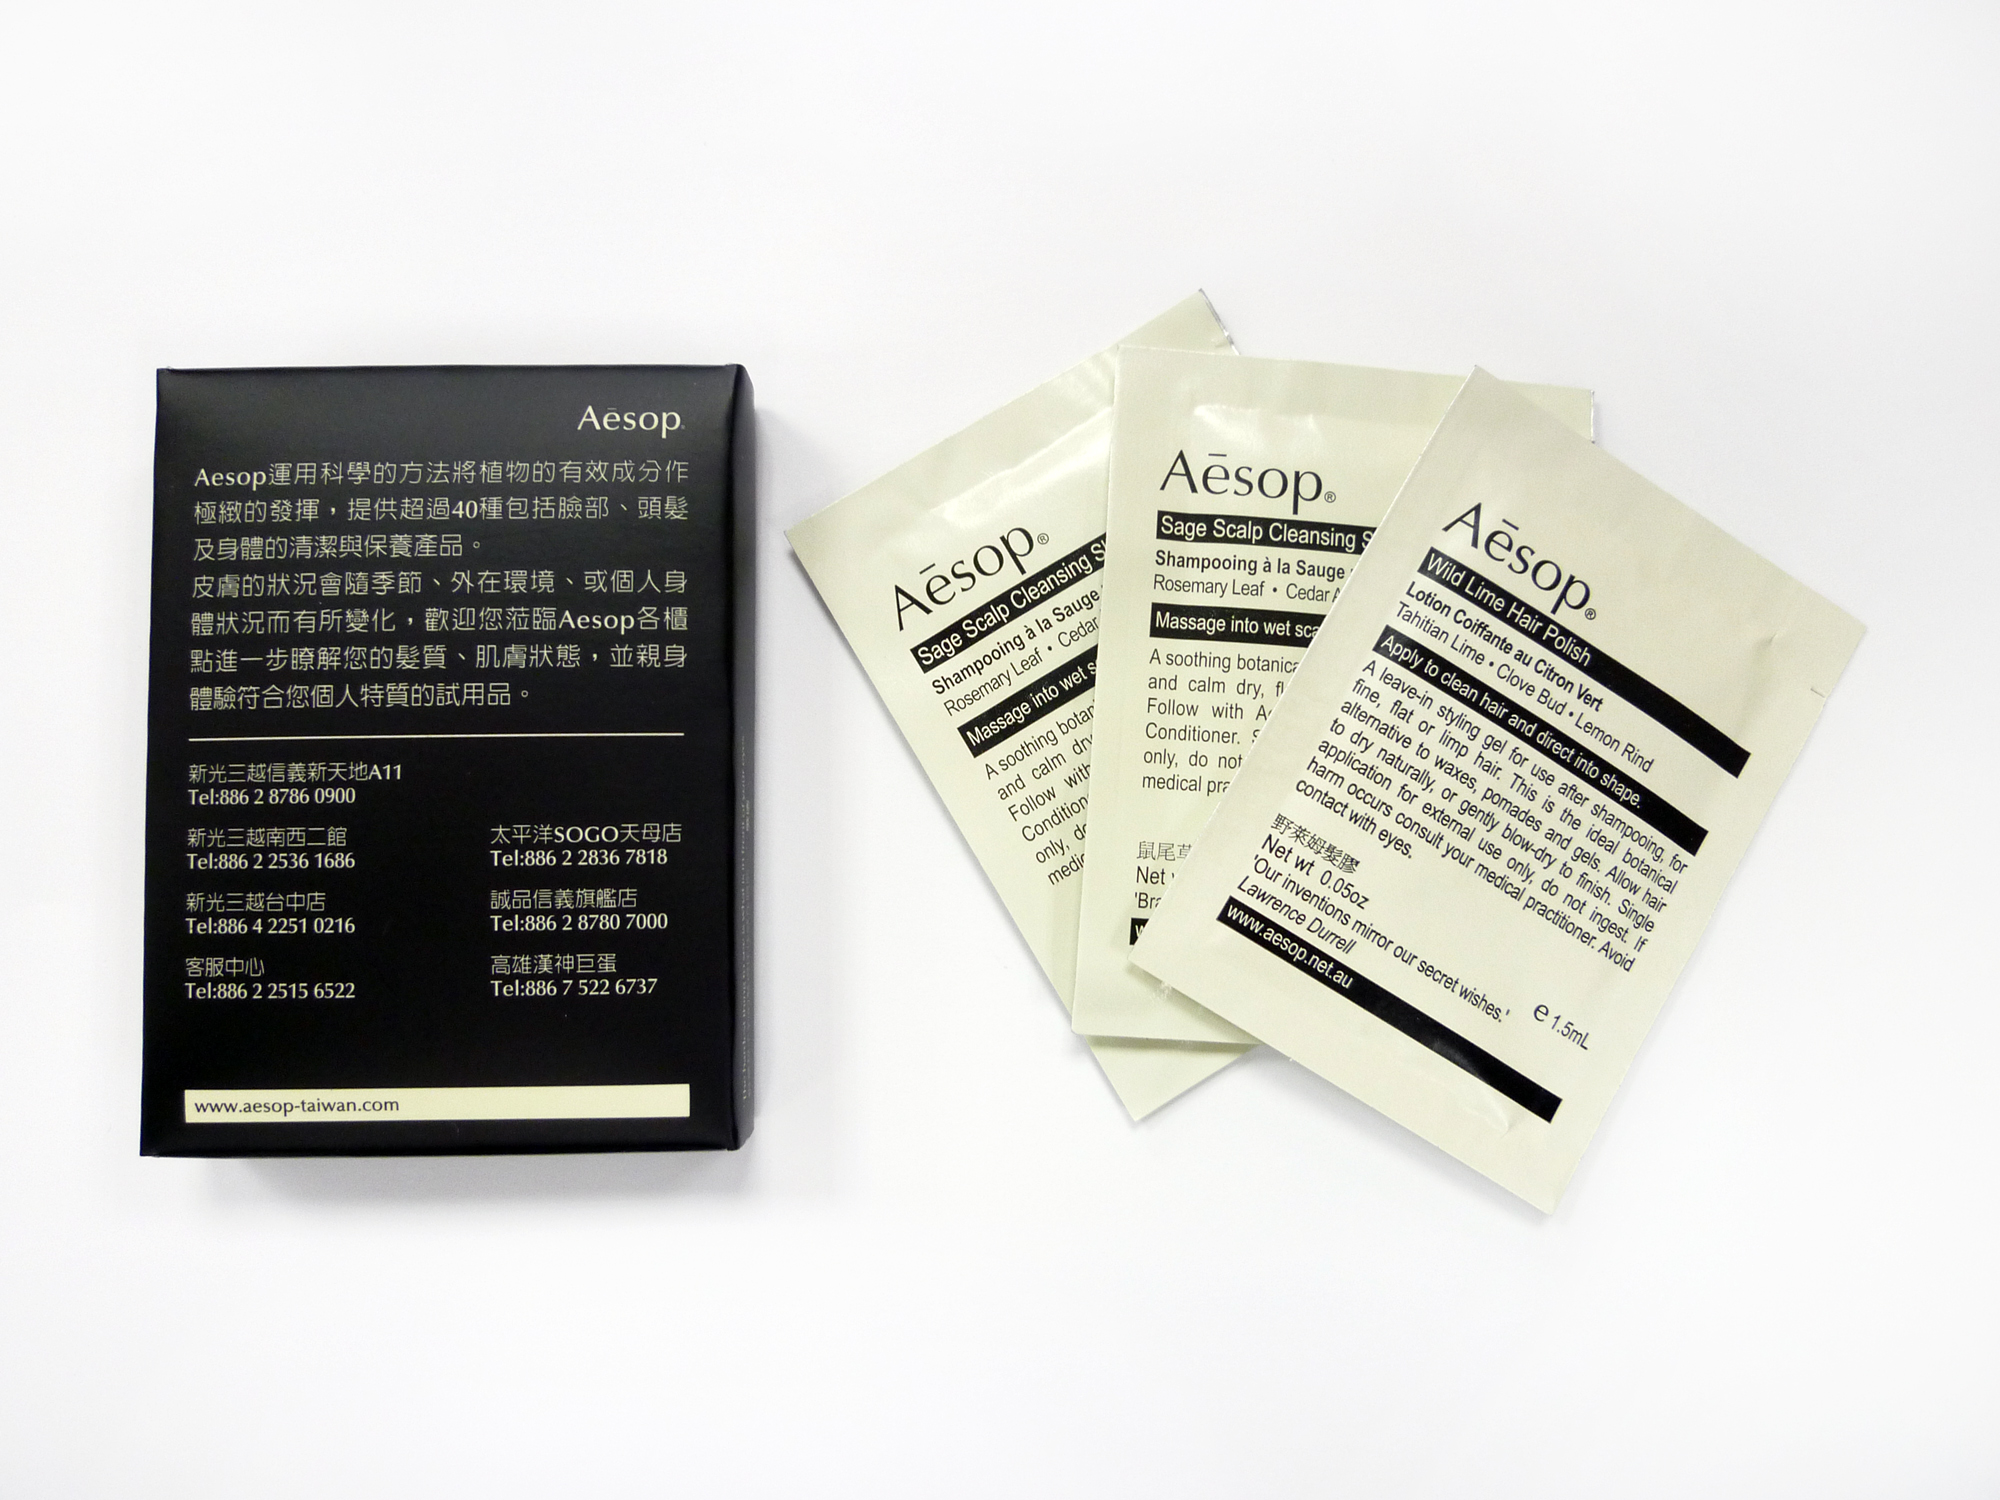 Aēsop
Aesop運用科學的方法將植物的有效成分作
極緻的發揮，提供超過40種包括臉部、頭髮
及身體的清潔與保養產品。
皮膚的狀況會隨季節、外在環境、或個人身
體狀況而有所變化，歡迎您蒞臨Aesop各櫃
點進一步瞭解您的髮質、肌膚狀態，並親身
體驗符合您個人特質的試用品。
新光三越信義新天地A11
Tel:886 2 8786 0900
新光三越南西二館
Tel:886 2 2536 1686
新光三越台中店
Tel:886 4 2251 0216
客服中心
Tel:886 2 2515 6522
太平洋SOGO天母店
Tel:886 2 2836 7818
誠品信義旗艦店
Tel:886 2 8780 7000
高雄漢神巨蛋
Tel:886 7 522 6737
www.aesop-taiwan.com
Aēsop®
Sage Scalp Cleansing
Shampooing à la Sauge
Rosemary Leaf • Cedar
Massage into wet
A soothing
and calm dry
Follow with
only,
Aēsop®
Sage Scalp Cleansing
Shampooing à la Sauge
Rosemary Leaf • Cedar
Massage into wet
A soothing
and calm dry,
Follow with
Conditioner.
only, do not
medical
鼠尾草
Net
Aēsop®
Wild Lime Hair Polish
Lotion Coiffante au Citron Vert
Tahitian Lime • Clove Bud • Lemon Rind
Apply to clean hair and direct into shape.
A leave-in styling gel for use after shampooing, for
fine, flat or limp hair. This is the ideal botanical
alternative to waxes, pomades and gels. Allow hair
to dry naturally, or gently blow-dry to finish. Single
application for external use only, do not ingest. If
harm occurs consult your medical practitioner. Avoid
contact with eyes.
野萊姆髮膠
Net wt 0.05oz
'Our inventions mirror our secret wishes.'
Lawrence Durrell
℮ 1.5mL
www.aesop.net.au